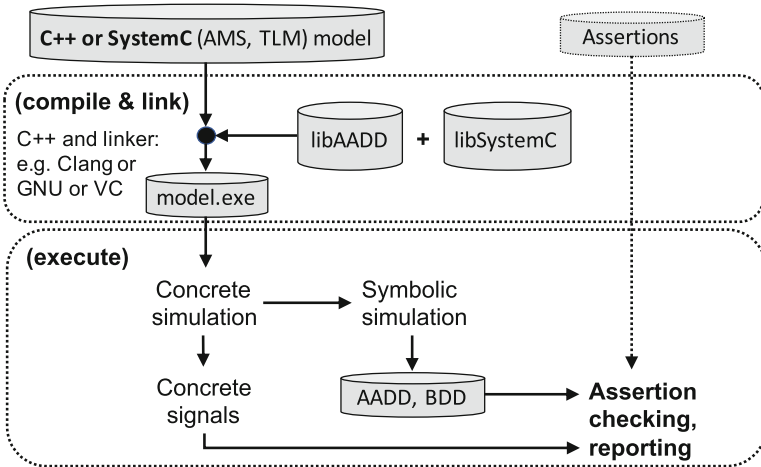 C++ or SystemC (AMS, TLM) model
Assertions
(compile & link)
C++ and linker:
e.g. Clang or
GNU or VC
libAADD
+
libSystemC
model.exe
(execute)
Concrete
simulation
Symbolic
simulation
Concrete
signals
AADD, BDD
Assertion
checking,
reporting